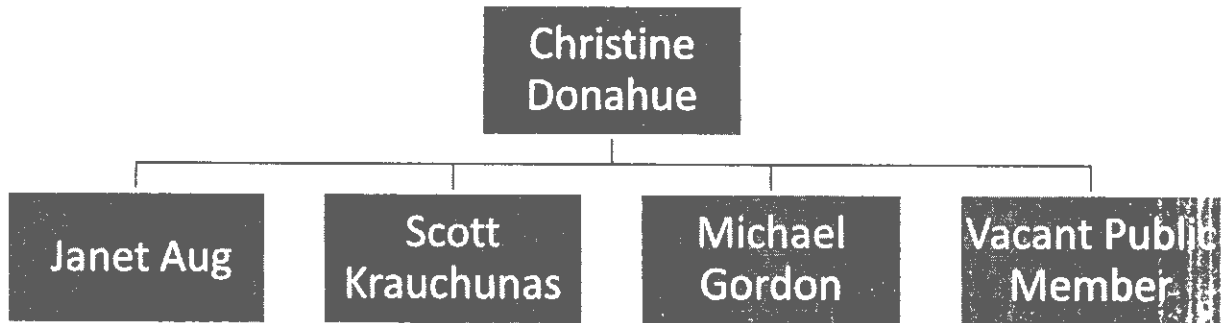 Christine
Donahue
Janet Aug
Scott
Krauchunas
Michael
Gordon
Vacant Public
Member